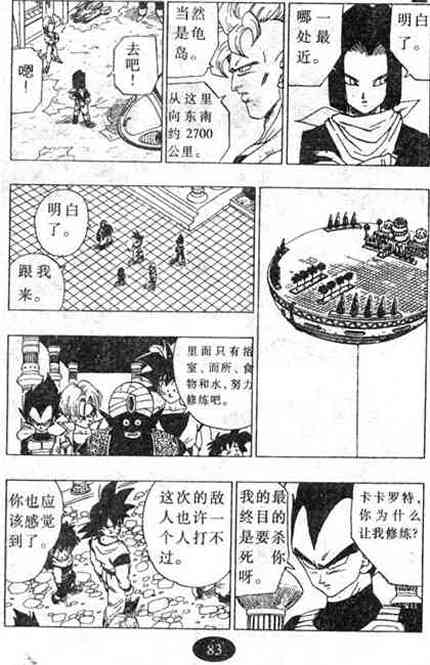 明白
了。
哪一
处最
近。
当然
是龟
岛。
从这里
向东南
约2700
公里。
去
吧!
嗯!
明白
了。
跟我
来。
里面只有浴
室、面所、食
物和水,努力
修炼吧。
卡卡罗特,
你为什么
让我修炼?
我的最
终目的
是要杀
死你
呀。
这次的敌
人也许一
个人打不
过。
你也应
该感觉
到了。
83